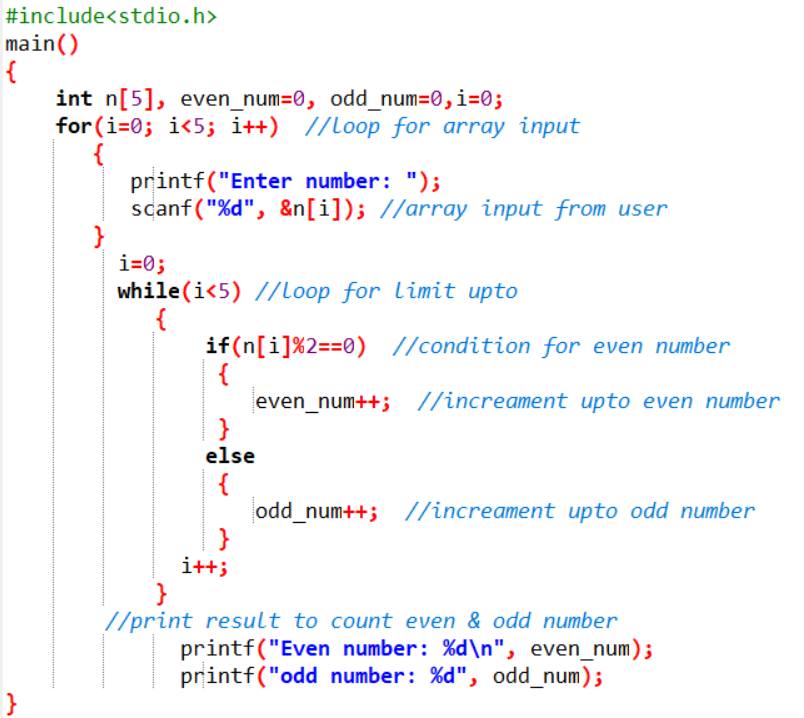 #include<stdio.h>
main()
{
int n[5], even_num=0, odd_num=0,i=0;
for(i=0; i<5; i++) //loop for array input
{
printf("Enter number: ");
scanf("%d", &n[i]); //array input from user
}
i=0;
while(i<5) //loop for limit upto
{
if(n[i]%2==0) //condition for even number
{
even_num++; //increament upto even number
}
else
{
odd_num++; //increament upto odd number
}
i++;
}
//print result to count even & odd number
printf("Even number: %d\n", even_num);
printf("odd number: %d", odd_num);
}